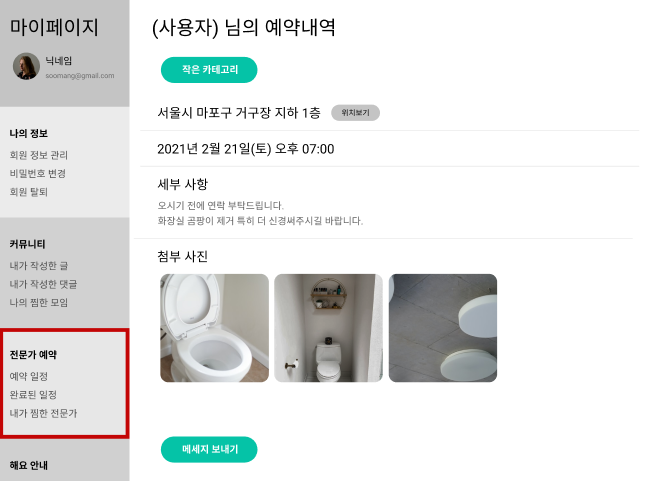 마이페이지
닉네임
soomang@gmail.com
나의 정보
회원 정보 관리
비밀번호 변경
회원 탈퇴
커뮤니티
내가 작성한 글
내가 작성한 댓글
나의 찜한 모임
전문가 예약
예약 일정
완료된 일정
내가 찜한 전문가
해요 안내
(사용자) 님의 예약내역
작은 카테고리
서울시 마포구 거구장 지하 1층 위치보기
2021년 2월 21일(토) 오후 07:00
세부 사항
오시기 전에 연락 부탁드립니다.
화장실 곰팡이 제거 특히 더 신경써주시길 바랍니다.
첨부 사진
메세지 보내기